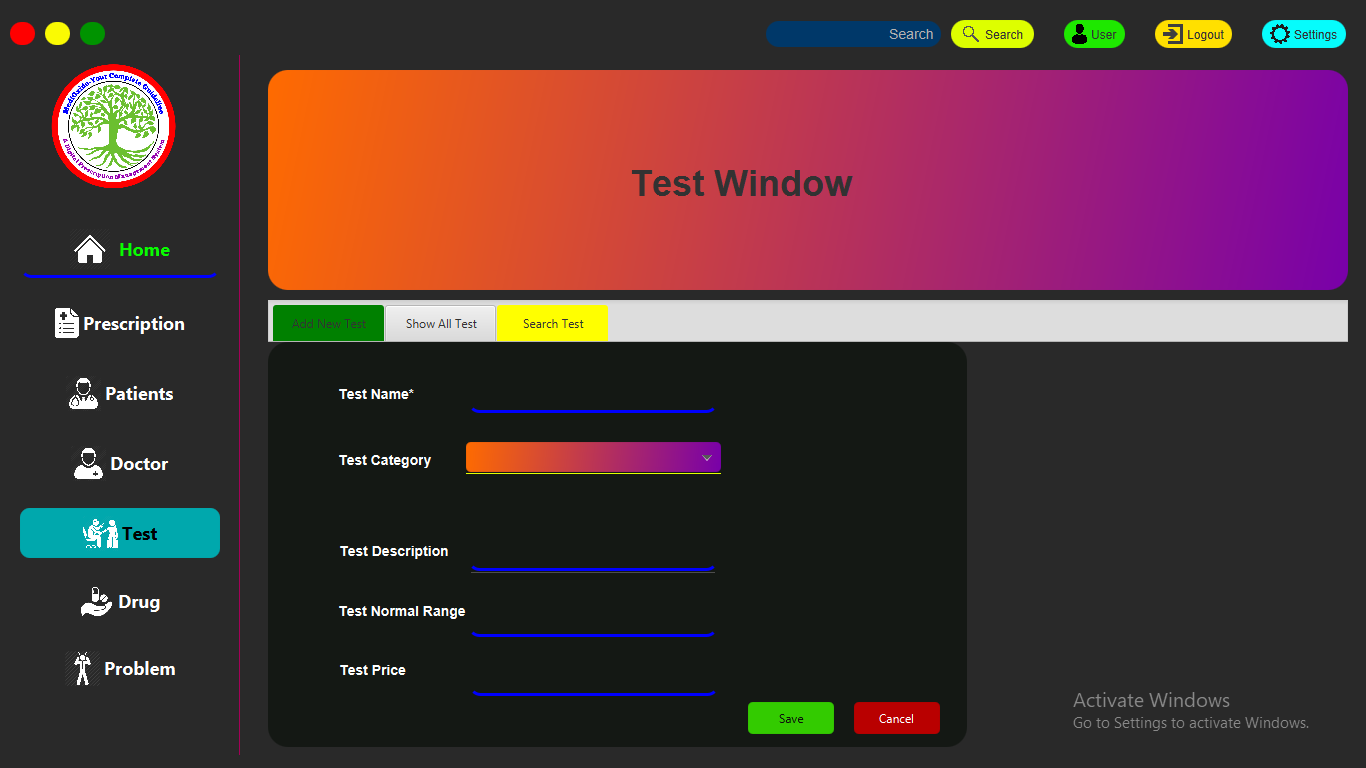 Search
Search
User
Logout
Settings
MediGuide-Your Complete Guideline
A Digital Prescription Management System
Home
Prescription
Patients
Doctor
Test
Drug
Problem
Test Window
Add New Test
Show All Test
Search Test
Test Name*
Test Category
Test Description
Test Normal Range
Test Price
Save
Cancel
Activate Windows
Go to Settings to activate Windows.